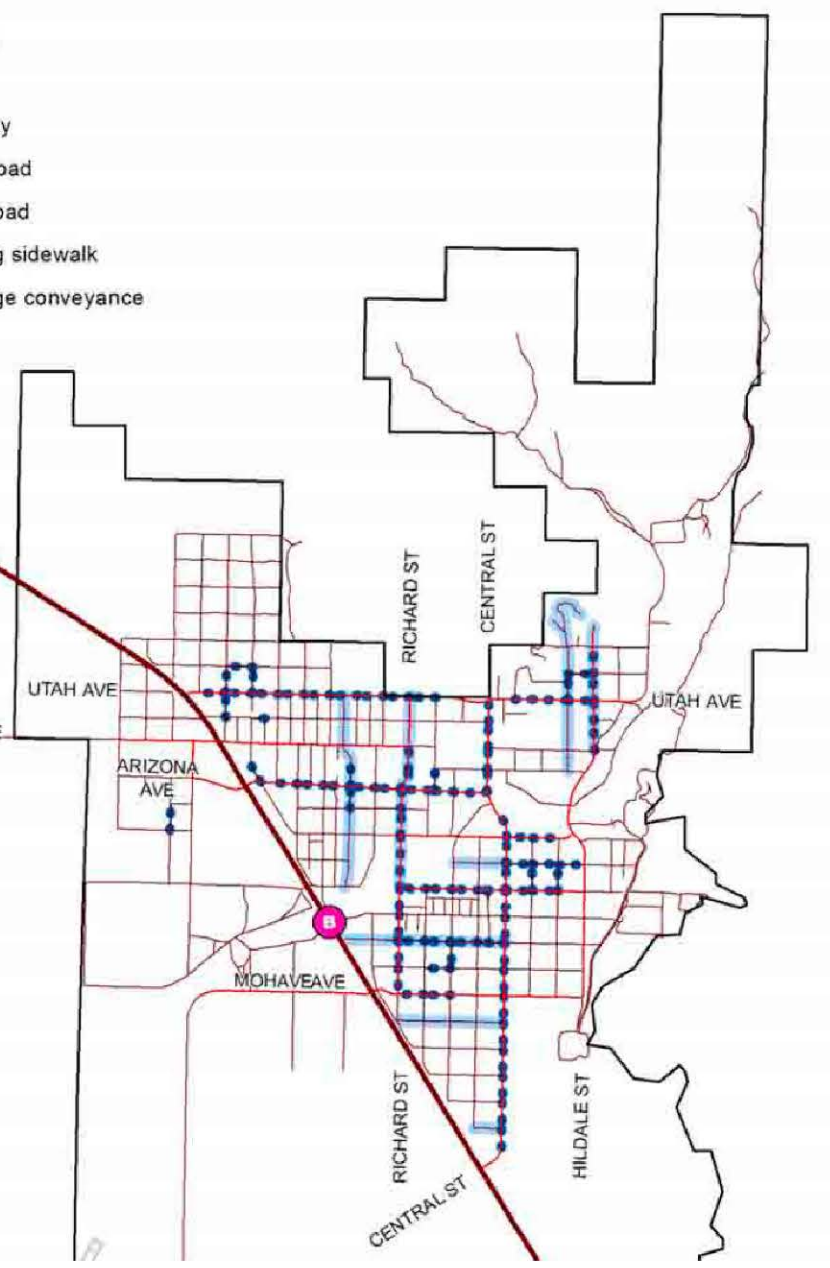 y
oad
oad
g sidewalk
ge conveyance
RICHARD ST
CENTRAL ST
UTAH AVE
UTAH AVE
ARIZONA
AVE
B
MOHAVEAVE
RICHARD ST
HILDALE ST
CENTRAL ST